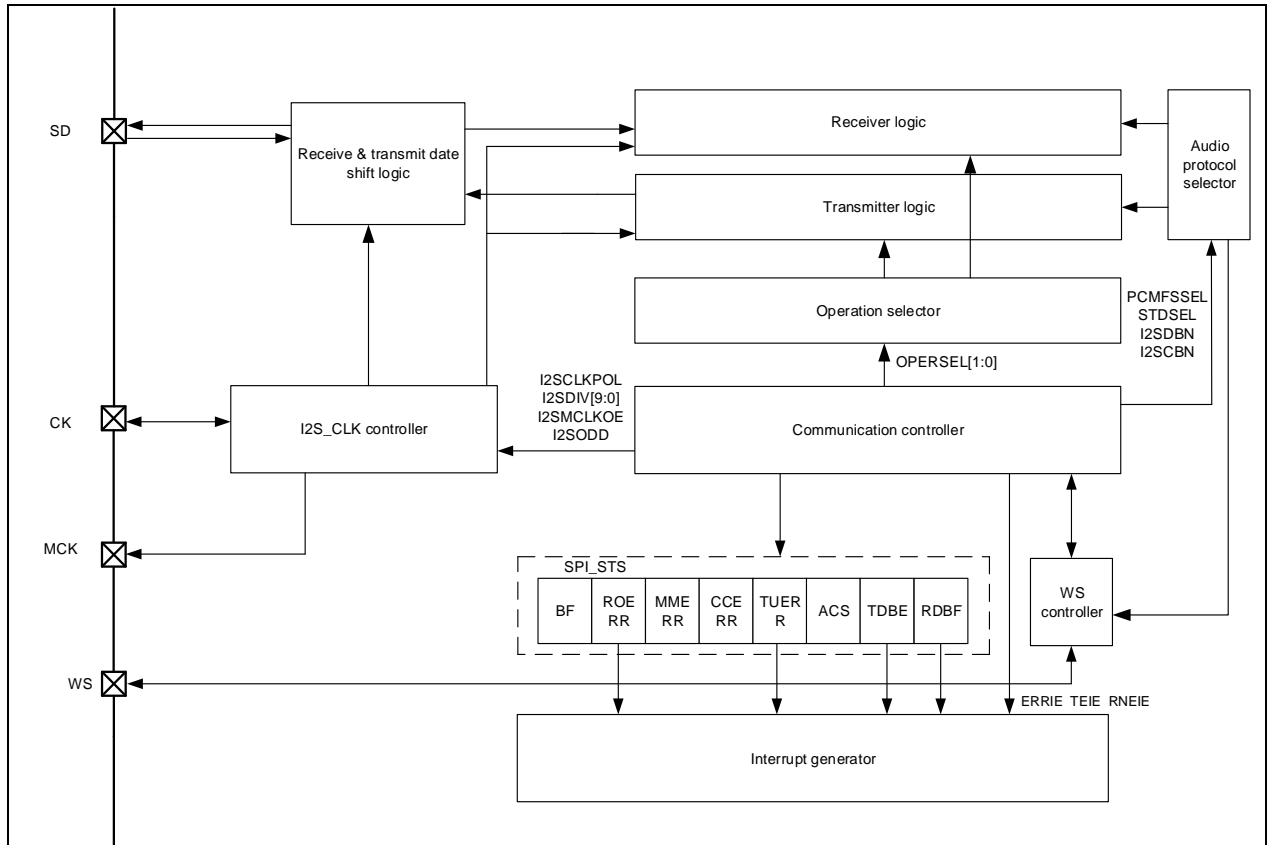 SD
Receive & transmit date
shift logic
Receiver logic
Audio
protocol
selector
Transmitter logic
Operation selector
PCMFSSEL
STDSEL
I2SDBN
I2SCBN
OPERSEL[1:0]
I2SCLKPOL
I2SDIV[9:0]
I2SMCLKOE
I2SODD
CK
I2S_CLK controller
Communication controller
MCK
SPI_STS
BF
ROE
RR
MME
RR
CCE
RR
TUER
R
ACS
TDBE
RDBF
WS
controller
WS
ERRIE TEIE RNEIE
Interrupt generator